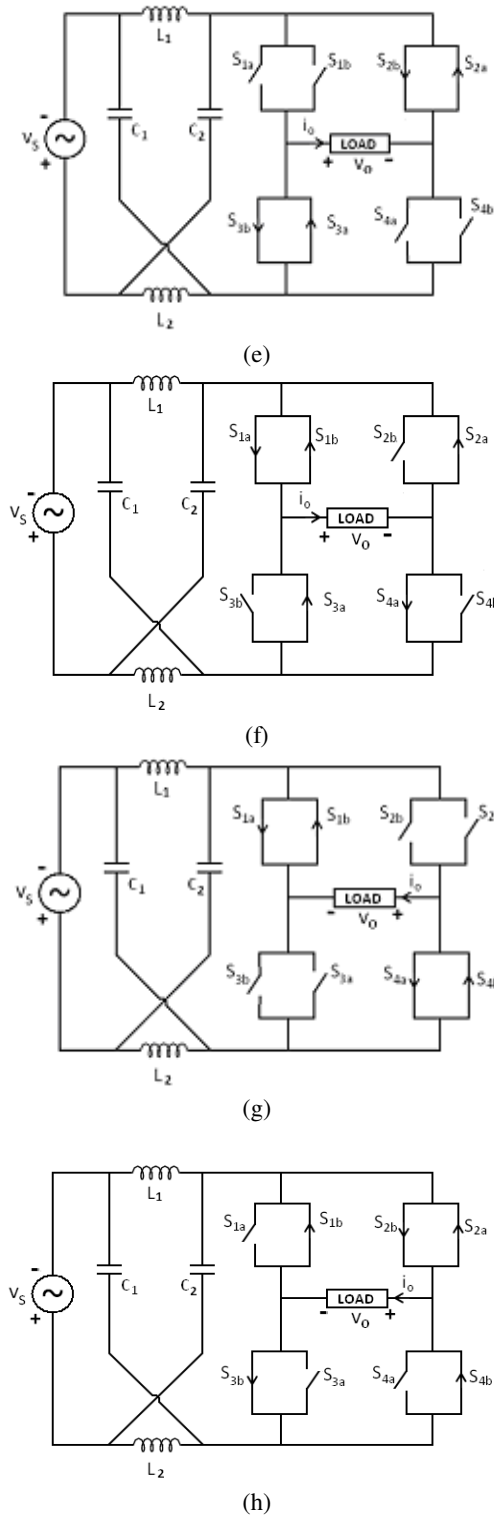 L1
S1a S1b S2b S2a
- vS +
C1 C2
io
+ LOAD -
vo
S3b S3a S4a S4b
L2
(e)
L1
S1a S1b S2b S2a
- vS +
C1 C2
io
+ LOAD -
vo
S3b S3a S4a
L2
(f)
L1
S1a S1b S2b
- vS +
C1 C2
io
- LOAD +
vo
S3b S3a S4a
L2
(g)
L1
S1a S1b S2b S2a
- vS +
C1 C2
io
- LOAD +
vo
S3b S3a S4a S4b
L2
(h)